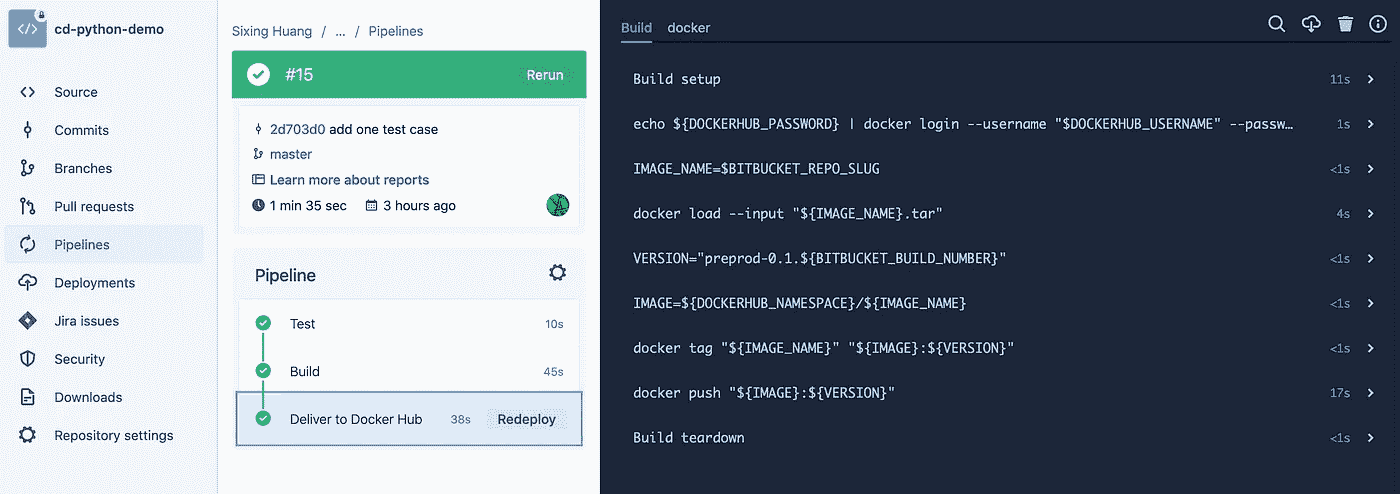 </> cd-python-demo
Source
Commits
Branches
Pull requests
Pipelines
Deployments
Jira issues
Security
Downloads
Repository settings
Sixing Huang / ... / Pipelines
#15 Rerun
2d703d0 add one test case
master
Learn more about reports
1 min 35 sec 3 hours ago
Pipeline
Test 10s
Build 45s
Deliver to Docker Hub 38s Redeploy
Build docker
Build setup 11s
echo ${DOCKERHUB_PASSWORD} | docker login --username "$DOCKERHUB_USERNAME" --passw… 1s
IMAGE_NAME=$BITBUCKET_REPO_SLUG <1s
docker load --input "${IMAGE_NAME}.tar" 4s
VERSION="preprod-0.1.${BITBUCKET_BUILD_NUMBER}" <1s
IMAGE=${DOCKERHUB_NAMESPACE}/${IMAGE_NAME} <1s
docker tag "${IMAGE_NAME}" "${IMAGE}:${VERSION}" <1s
docker push "${IMAGE}:${VERSION}" 17s
Build teardown <1s